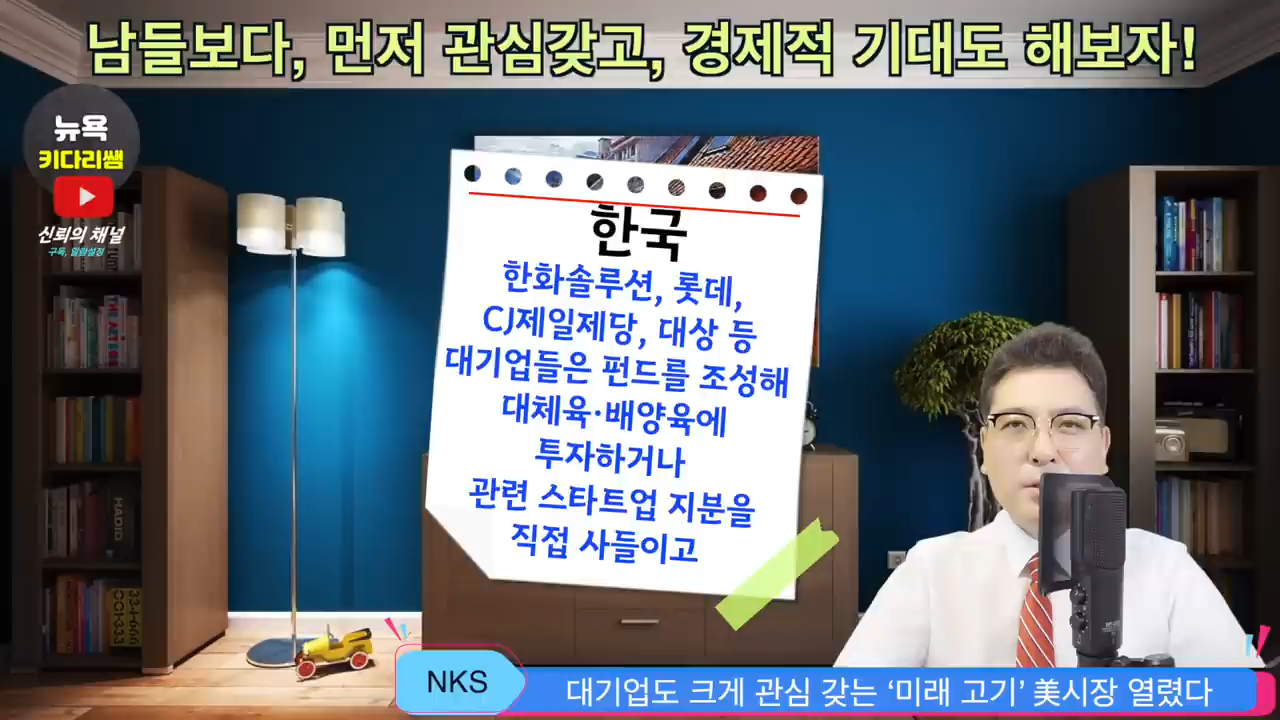 남들보다, 먼저 관심갖고, 경제적 기대도 해보자!
뉴욕
키다리쌤
신뢰의 채널
구독, 알람설정
한국
한화솔루션, 롯데,
CJ제일제당, 대상 등
대기업들은 펀드를 조성해
대체육·배양육에
투자하거나
관련 스타트업 지분을
직접 사들이고
NKS
대기업도 크게 관심 갖는 ‘미래 고기’ 美시장 열렸다